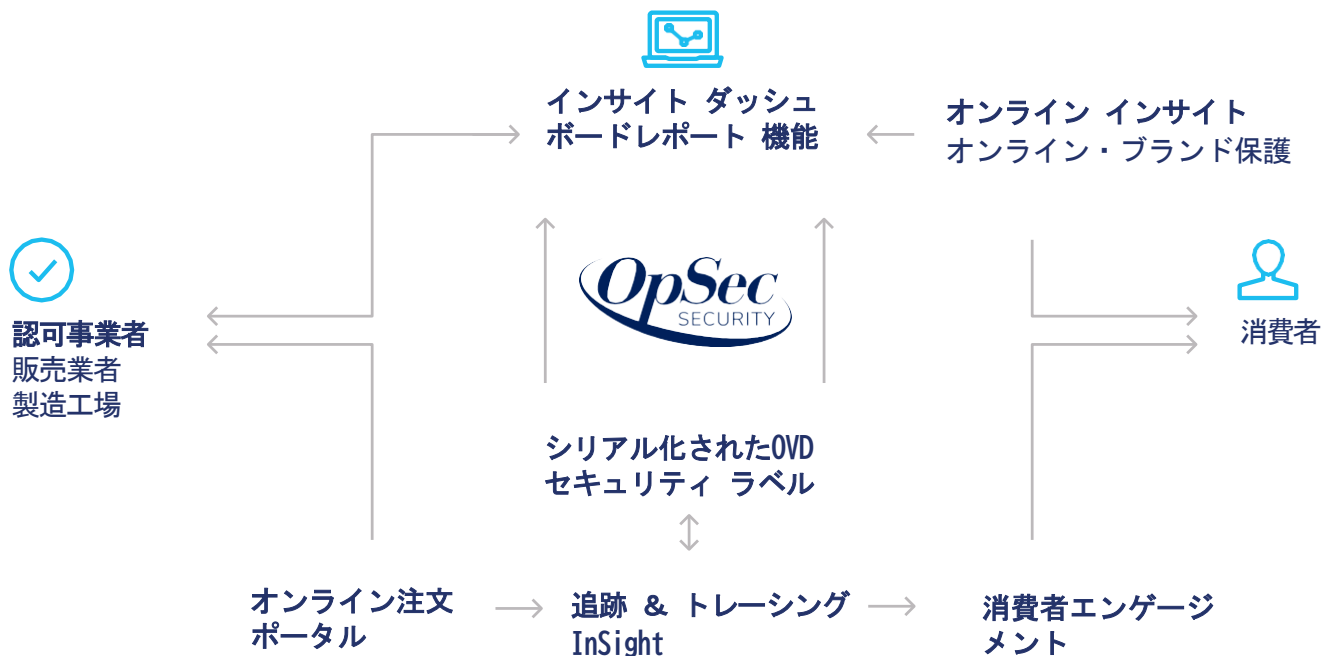 インサイト ダッシュ
ボードレポート 機能
オンライン インサイト
オンライン・ブランド保護
OpSec
SECURITY
認可事業者
販売業者
製造工場
消費者
シリアル化されたOVD
セキュリティ ラベル
オンライン注文
ポータル
追跡 & トレーシング
InSight
消費者エンゲージ
メント